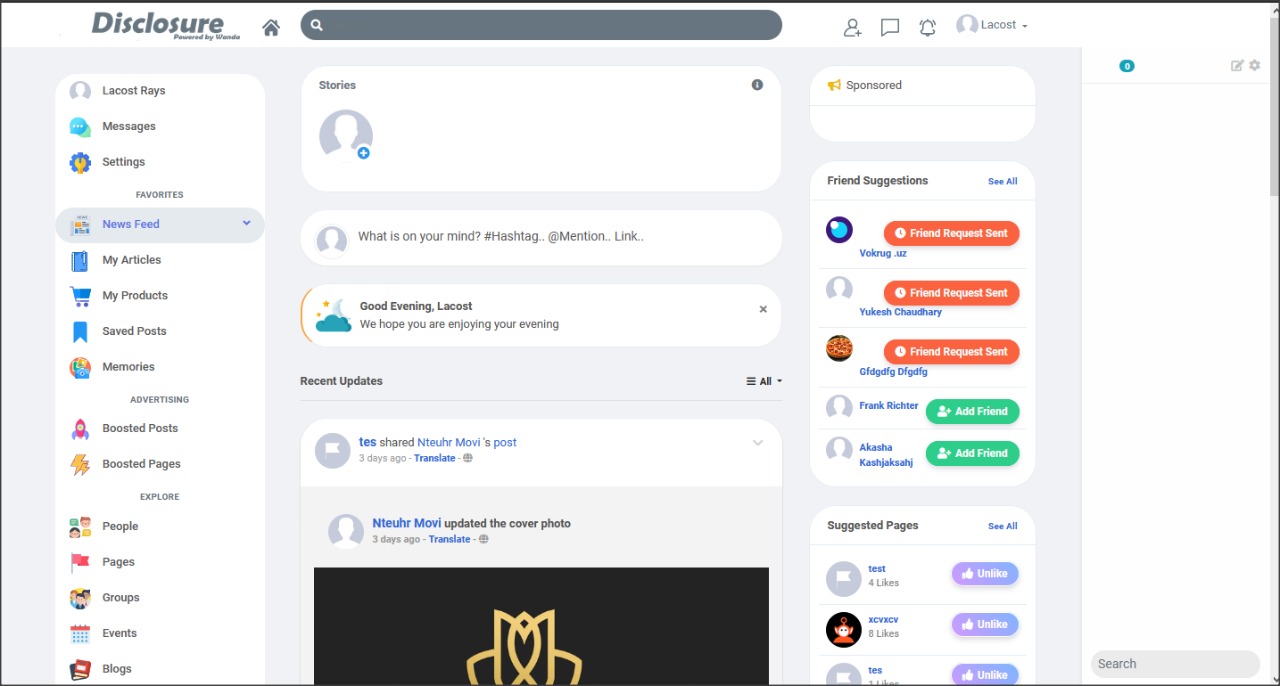 Disclosure
Powered by Wanda
Lacost
Lacost Rays
Messages
Settings
FAVORITES
NEWS
News Feed
My Articles
My Products
Saved Posts
Memories
ADVERTISING
Boosted Posts
Boosted Pages
EXPLORE
People
Pages
Groups
Events
Blogs
Stories
What is on your mind? #Hashtag.. @Mention.. Link..
Good Evening, Lacost
We hope you are enjoying your evening
Recent Updates
All
tes shared Nteuhr Movi 's post
3 days ago - Translate -
Nteuhr Movi updated the cover photo
3 days ago - Translate -
Sponsored
Friend Suggestions
See All
Friend Request Sent
Vokrug .uz
Friend Request Sent
Yukesh Chaudhary
Friend Request Sent
Gfdgdfg Dfgdfg
Frank Richter
Add Friend
Akasha
Kashjaksahj
Add Friend
Suggested Pages
See All
test
4 Likes
Unlike
xcvxcv
8 Likes
Unlike
tes
1 Likes
Unlike
0
Search